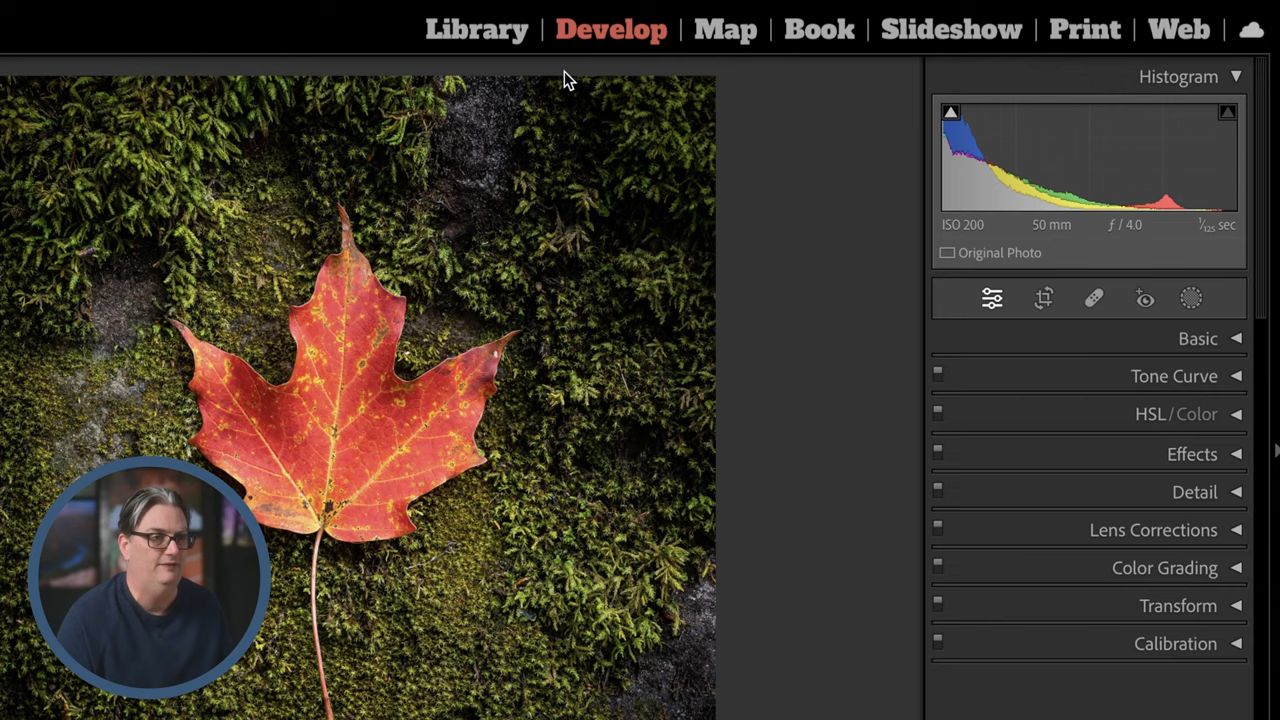 Library | Develop | Map | Book | Slideshow | Print | Web |
Histogram
ISO 200 50 mm ƒ / 4.0 1/125 sec
Original Photo
Basic
Tone Curve
HSL / Color
Effects
Detail
Lens Corrections
Color Grading
Transform
Calibration